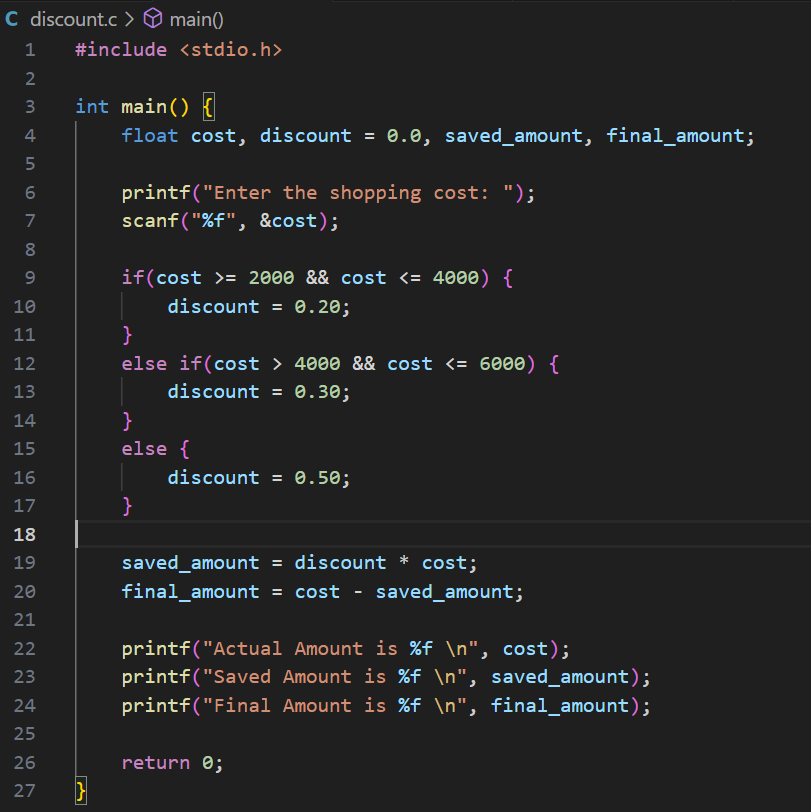 C discount.c > main()
1 #include <stdio.h>
2
3 int main() {
4     float cost, discount = 0.0, saved_amount, final_amount;
5
6     printf("Enter the shopping cost: ");
7     scanf("%f", &cost);
8
9     if(cost >= 2000 && cost <= 4000) {
10         discount = 0.20;
11     }
12     else if(cost > 4000 && cost <= 6000) {
13         discount = 0.30;
14     }
15     else {
16         discount = 0.50;
17     }
18
19     saved_amount = discount * cost;
20     final_amount = cost - saved_amount;
21
22     printf("Actual Amount is %f \n", cost);
23     printf("Saved Amount is %f \n", saved_amount);
24     printf("Final Amount is %f \n", final_amount);
25
26     return 0;
27 }